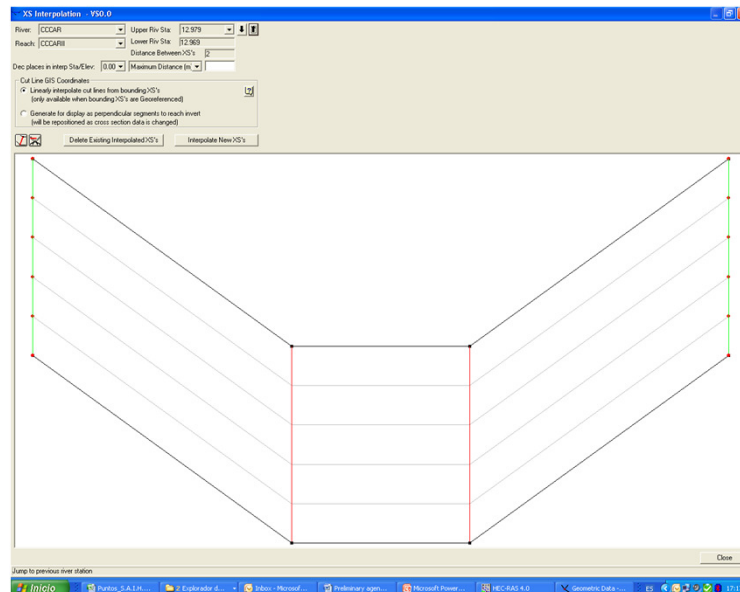 XS Interpolation - VS0.0
River: CCCAR Upper Riv Sta: 12.979
Reach: CCCARII Lower Riv Sta: 12.969
Distance Between XS's 2
Dec places in interp Sta/Elev: 0.00 Maximum Distance (m)
Cut Line GIS Coordinates
Linearly interpolate cut lines from bounding XS's
(only available when bounding XS's are Georeferenced)
Generate for display as perpendicular segments to reach invert
(will be repositioned as cross section data is changed)
Delete Existing Interpolated XS's Interpolate New XS's
Close
Jump to previous river station
Inicio Puntos_S.A.I.H.... 2 Explorador d... Inbox - Microsof... Preliminary agen... Microsoft Power... HEC-RAS 4.0 Geometric Data -...